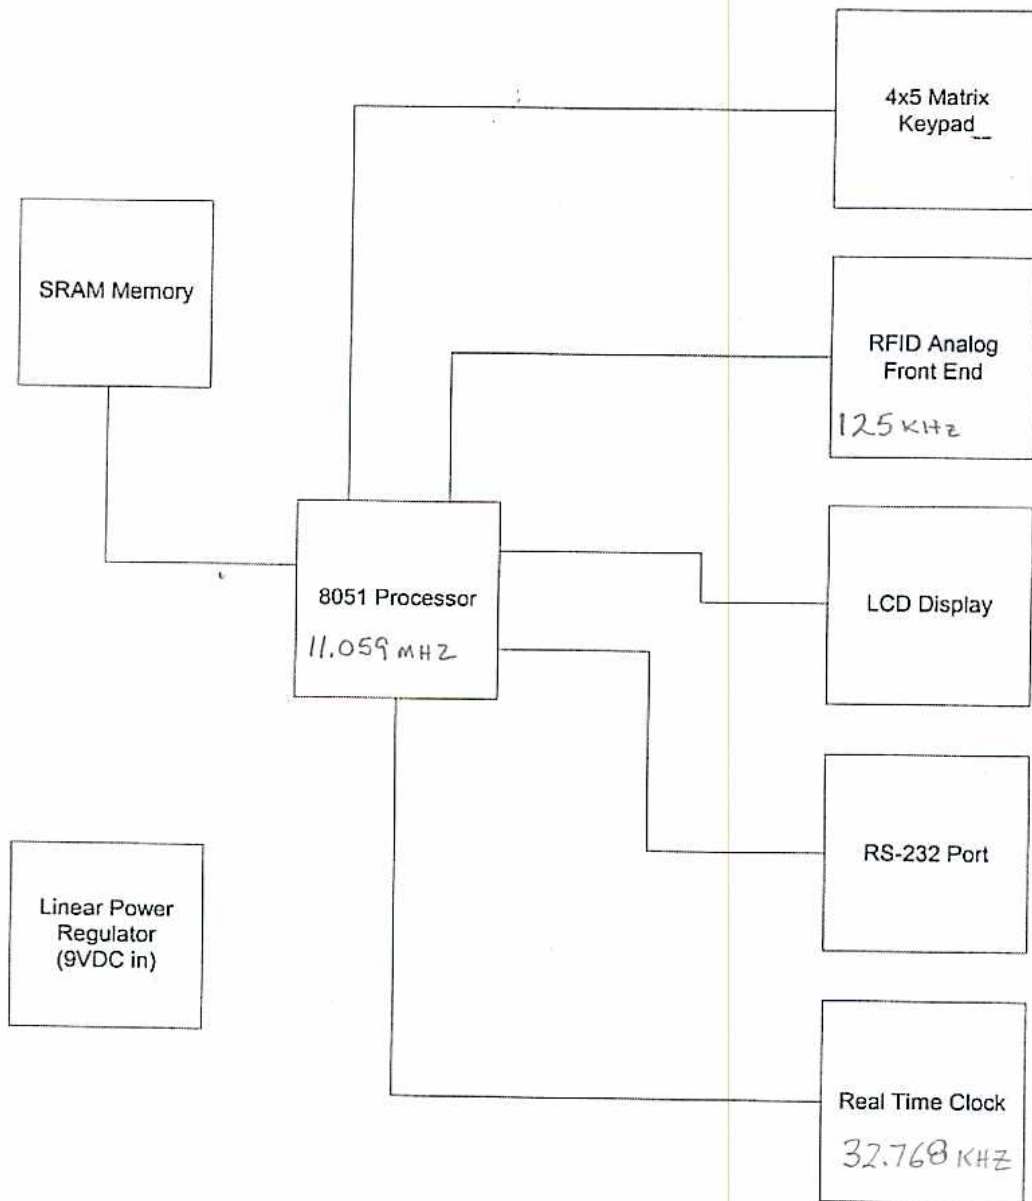 4x5 Matrix
Keypad
SRAM Memory
RFID Analog
Front End
125 KHz
8051 Processor
11.059 MHZ
LCD Display
RS-232 Port
Linear Power
Regulator
(9VDC in)
Real Time Clock
32.768 KHZ